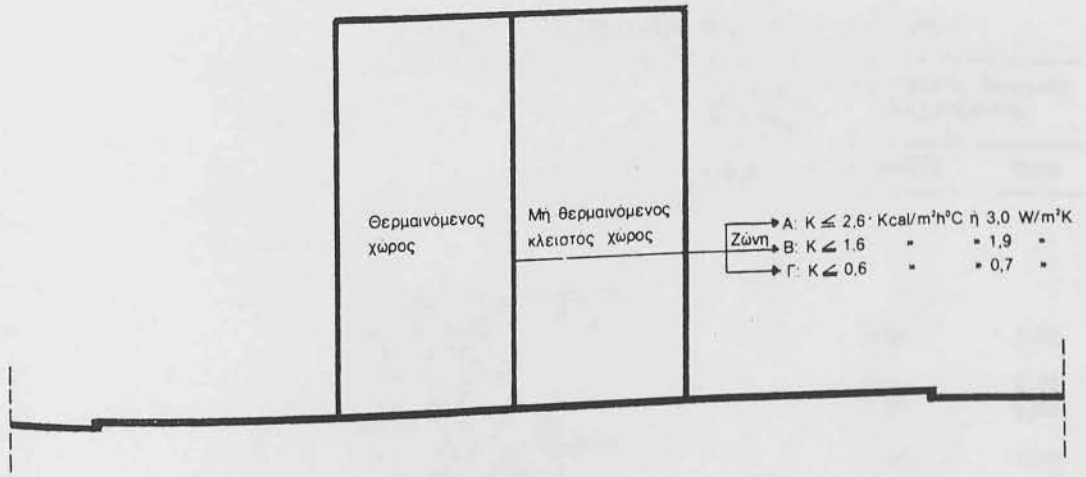 Θερμαινόμενος
χώρος
Μή θερμαινόμενος
κλειστος χώρος
Ζώνη
Α: Κ ≦ 2,6· Kcal/m²h°C ή 3,0 W/m²K
Β: Κ ≤ 1.6 " " 1,9 "
Γ: Κ ≤ 0,6 " " 0,7 "